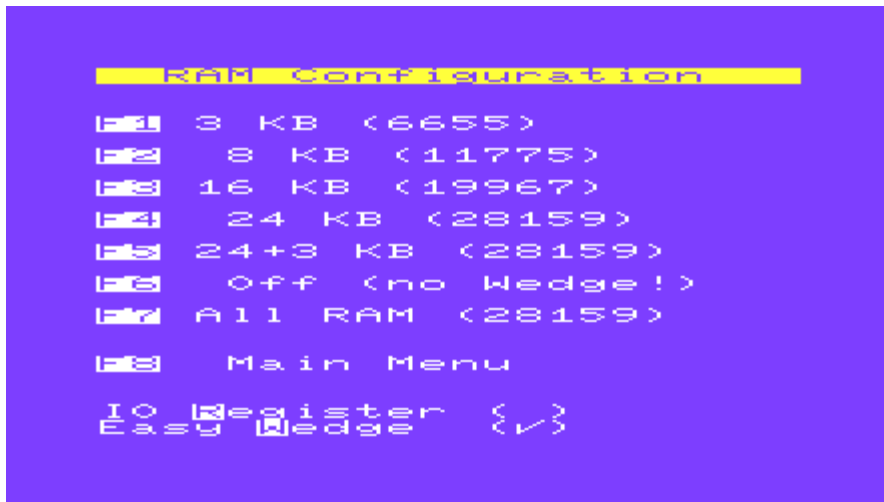 RAM Configuration
F1 3 KB (6655)
F2 8 KB (11775)
F3 16 KB (19967)
F4 24 KB (28159)
F5 24+3 KB (28159)
F6 Off (no Wedge!)
F7 All RAM (28159)
F8 Main Menu
IO Register { }
Easy Wedge {✓}